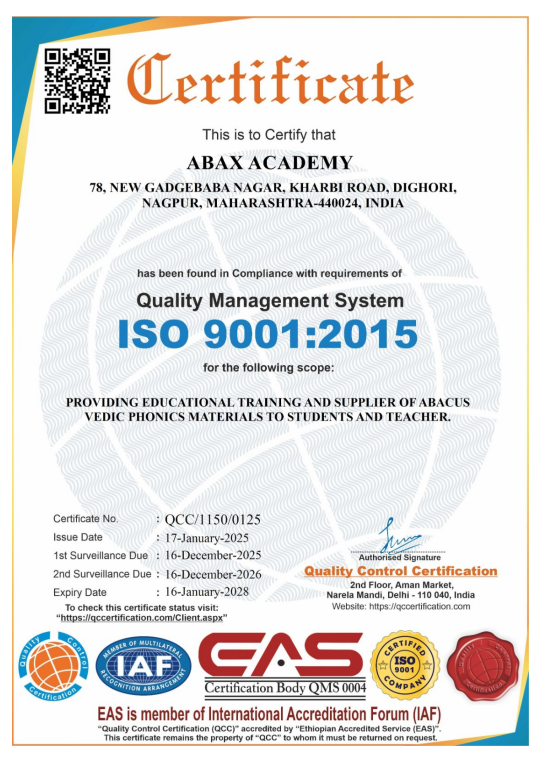 Certificate
This is to Certify that
ABAX ACADEMY
78, NEW GADGEBABA NAGAR, KHARBI ROAD, DIGHORI,
NAGPUR, MAHARASHTRA-440024, INDIA
has been found in Compliance with requirements of
Quality Management System
ISO 9001:2015
for the following scope:
PROVIDING EDUCATIONAL TRAINING AND SUPPLIER OF ABACUS
VEDIC PHONICS MATERIALS TO STUDENTS AND TEACHER.
Certificate No. : QCC/1150/0125
Issue Date : 17-January-2025
1st Surveillance Due : 16-December-2025
2nd Surveillance Due : 16-December-2026
Expiry Date : 16-January-2028
To check this certificate status visit:
“https://qccertification.com/Client.aspx”
Authorised Signature
Quality Control Certification
2nd Floor, Aman Market,
Narela Mandi, Delhi - 110 040, India
Website: https://qccertification.com
Quality Control
Certification
MEMBER OF MULTILATERAL
IAF
RECOGNITION ARRANGEMENT
EAS
Certification Body QMS 0004
CERTIFIED
ISO
9001
COMPANY
EAS is member of International Accreditation Forum (IAF)
“Quality Control Certification (QCC)” accredited by “Ethiopian Accredited Service (EAS)”.
This certificate remains the property of “QCC” to whom it must be returned on request.